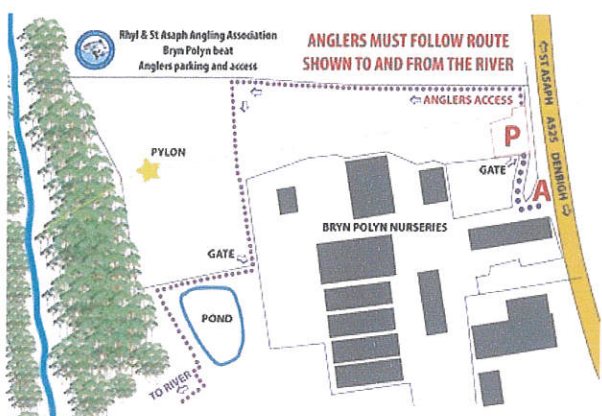 Rhyl & St Asaph Angling Association
Bryn Polyn beat
Anglers parking and access
ANGLERS MUST FOLLOW ROUTE
SHOWN TO AND FROM THE RIVER
ST ASAPH A525 DENBIGH
ANGLERS ACCESS
P
PYLON
GATE
A
BRYN POLYN NURSERIES
GATE
POND
TO RIVER